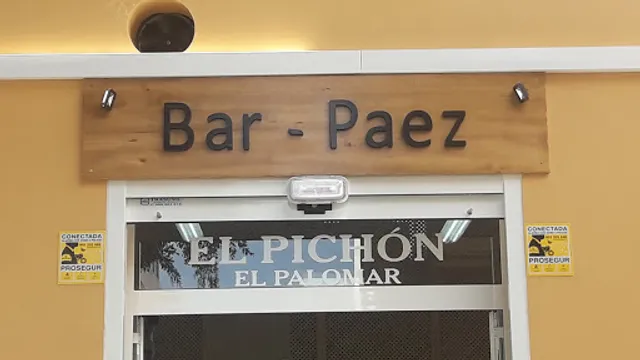 Bar - Paez
EL PICHÓN
EL PALOMAR
CONECTADA
PROSEGUR
CONECTADA
PROSEGUR